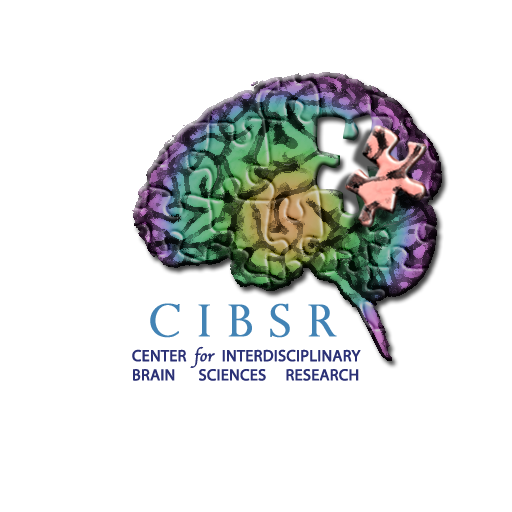 CIBSR
CENTER for INTERDISCIPLINARY
BRAIN SCIENCES RESEARCH